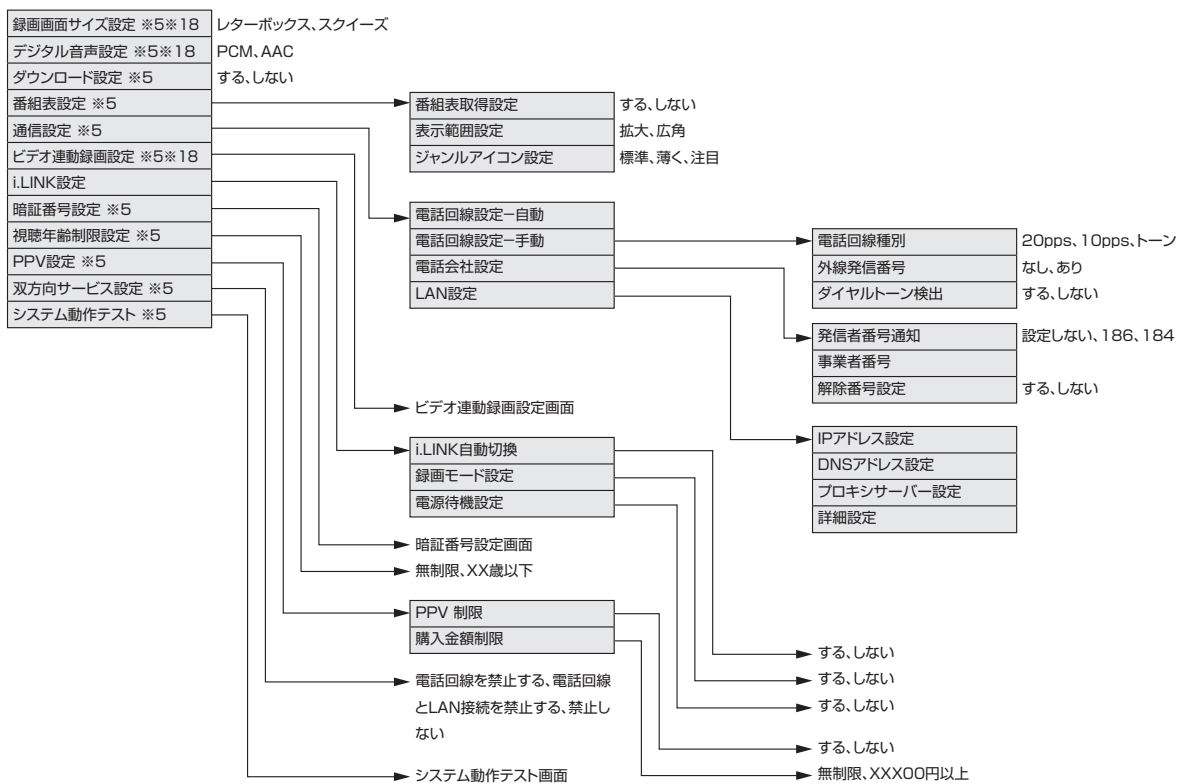 録画画面サイズ設定 ※5※18 レターボックス、スクイーズ
デジタル音声設定 ※5※18 PCM、AAC
ダウンロード設定 ※5 する、しない
番組表設定 ※5
通信設定 ※5
ビデオ連動録画設定 ※5※18
i.LINK設定
暗証番号設定 ※5
視聴年齢制限設定 ※5
PPV設定 ※5
双方向サービス設定 ※5
システム動作テスト ※5
番組表取得設定 する、しない
表示範囲設定 拡大、広角
ジャンルアイコン設定 標準、薄く、注目
電話回線設定−自動
電話回線設定−手動
電話会社設定
LAN設定
電話回線種別 20pps、10pps、トーン
外線発信番号 なし、あり
ダイヤルトーン検出 する、しない
発信者番号通知 設定しない、186、184
事業者番号
解除番号設定 する、しない
IPアドレス設定
DNSアドレス設定
プロキシサーバー設定
詳細設定
ビデオ連動録画設定画面
i.LINK自動切換
録画モード設定
電源待機設定
暗証番号設定画面
無制限、XX歳以下
PPV 制限
購入金額制限
する、しない
する、しない
する、しない
電話回線を禁止する、電話回線
とLAN接続を禁止する、禁止し
ない
する、しない
無制限、XXX00円以上
システム動作テスト画面